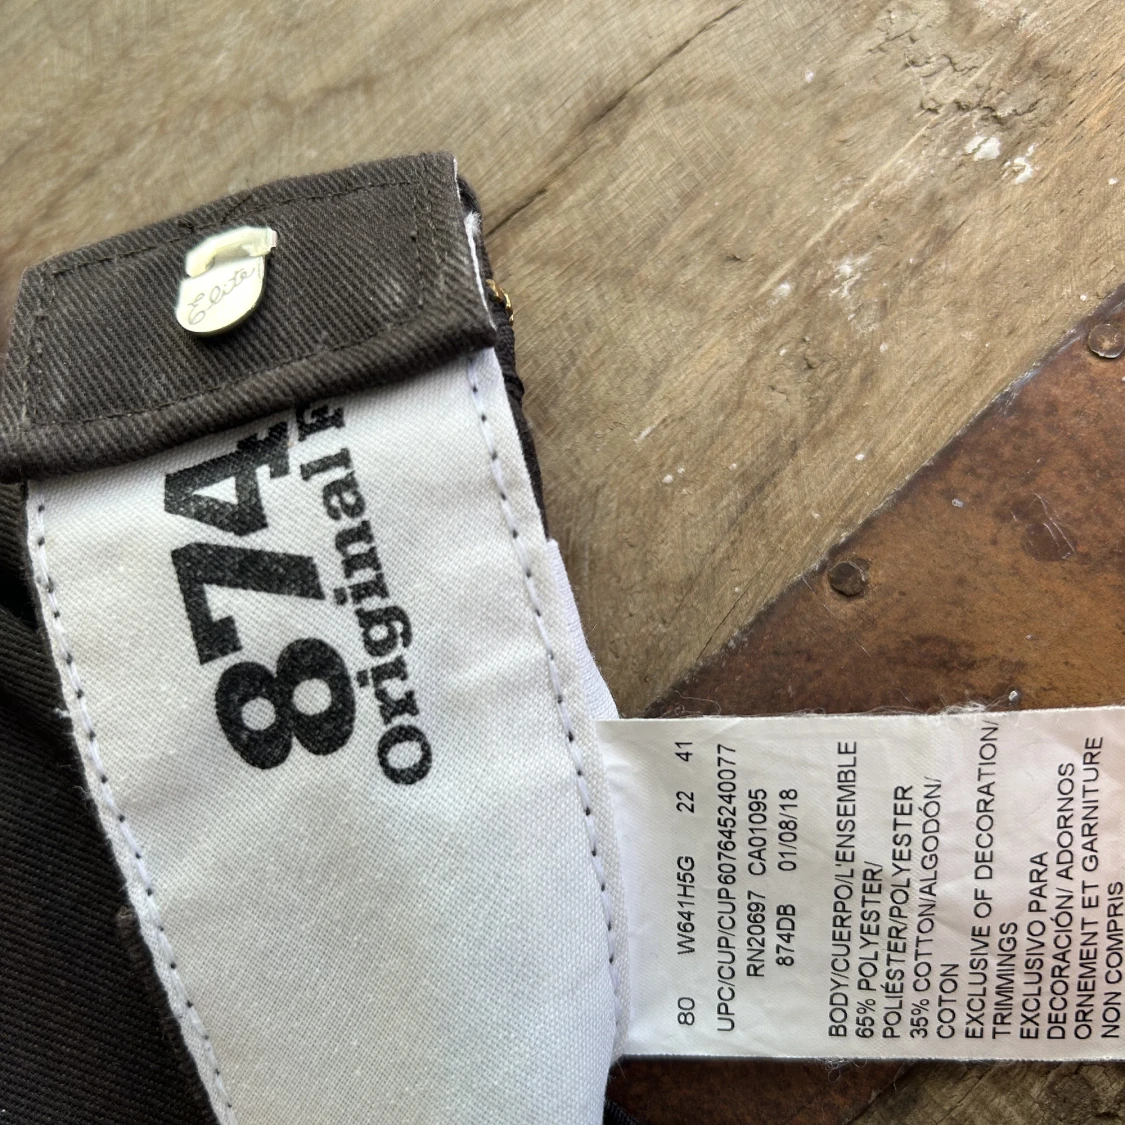 Elite
874
Original F
80 W641H5G 22 41
UPC/CUP/CUP607645240077
RN20697 CA01095
874DB 01/08/18
BODY/CUERPO/L'ENSEMBLE
65% POLYESTER/
POLIÉSTER/POLYESTER
35% COTTON/ALGODÓN/
COTON
EXCLUSIVE OF DECORATION/
TRIMMINGS
EXCLUSIVO PARA
DECORACIÓN/ ADORNOS
ORNEMENT ET GARNITURE
NON COMPRIS